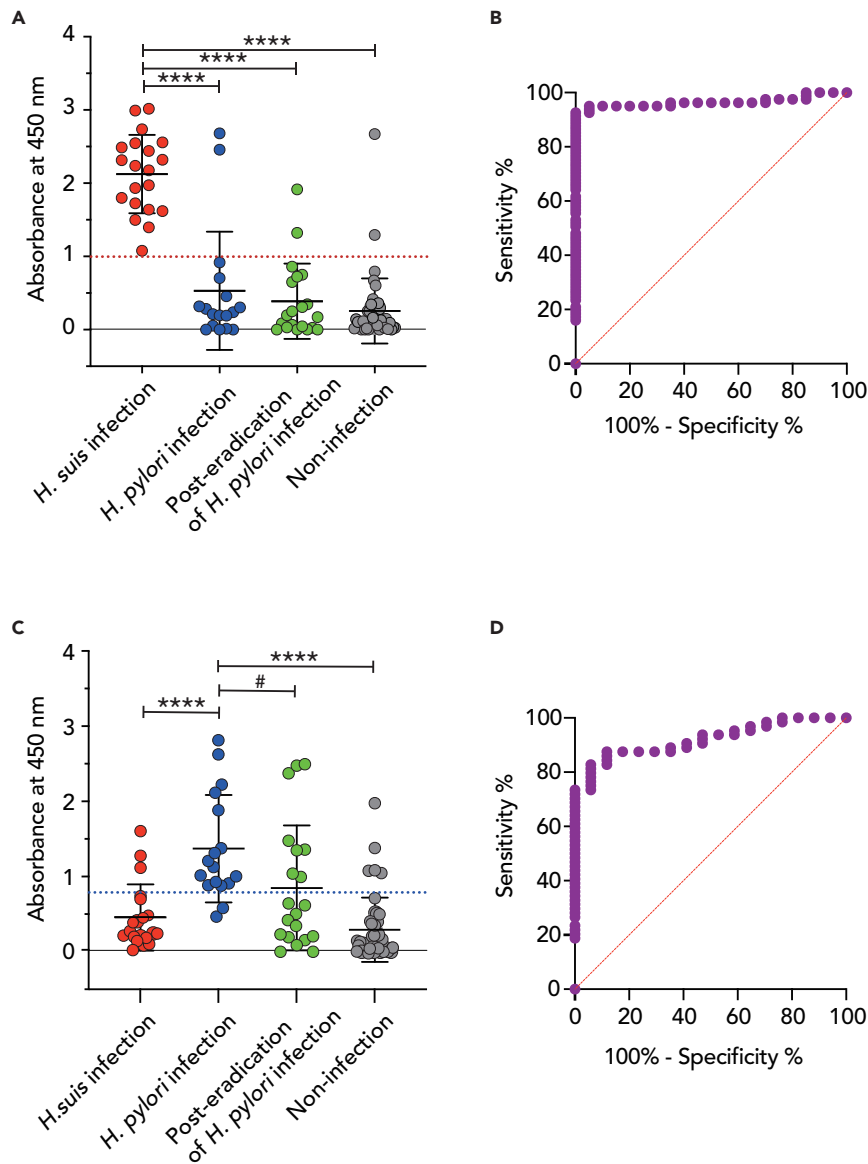 A
Absorbance at 450 nm
4
3
2
1
0
****
****
****
H. suis infection
H. pylori infection
Post-eradication
of H. pylori infection
Non-infection
B
Sensitivity %
100
80
60
40
20
0
0 20 40 60 80 100
100% - Specificity %
C
Absorbance at 450 nm
4
3
2
1
0
****
#
****
H.suis infection
H. pylori infection
Post-eradication
of H. pylori infection
Non-infection
D
Sensitivity %
100
80
60
40
20
0
0 20 40 60 80 100
100% - Specificity %